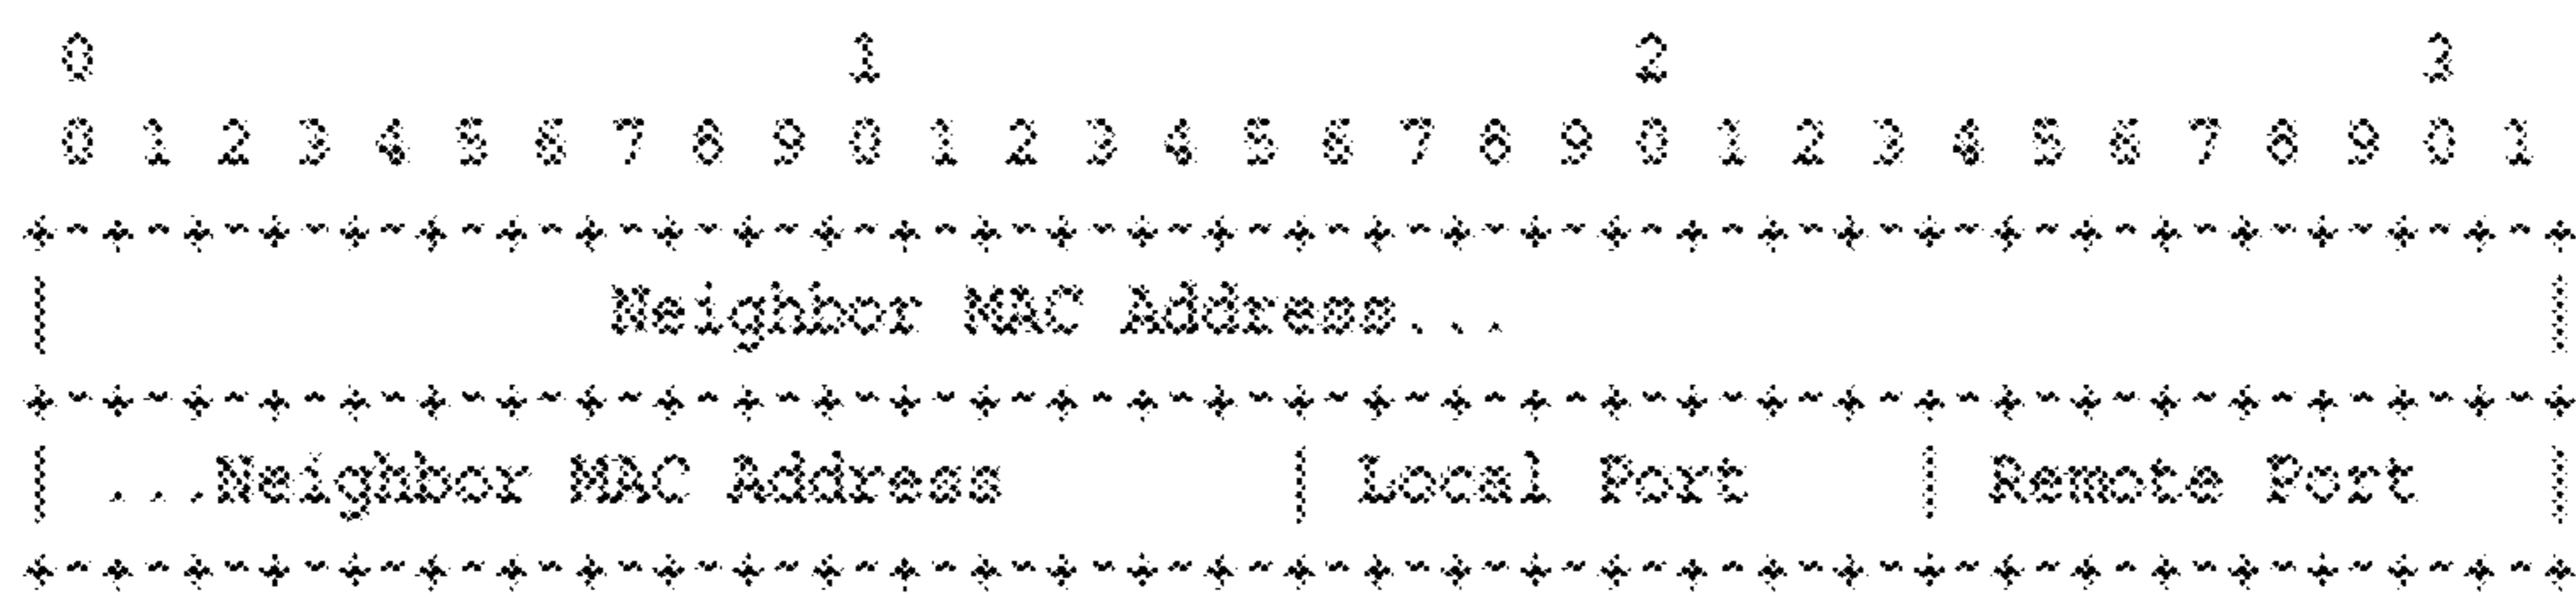 0                   1                   2                   3
 0 1 2 3 4 5 6 7 8 9 0 1 2 3 4 5 6 7 8 9 0 1 2 3 4 5 6 7 8 9 0 1
+-+-+-+-+-+-+-+-+-+-+-+-+-+-+-+-+-+-+-+-+-+-+-+-+-+-+-+-+-+-+-+-+
|              Neighbor MAC Address...                          |
+-+-+-+-+-+-+-+-+-+-+-+-+-+-+-+-+-+-+-+-+-+-+-+-+-+-+-+-+-+-+-+-+
| ...Neighbor MAC Address       | Local Port    | Remote Port   |
+-+-+-+-+-+-+-+-+-+-+-+-+-+-+-+-+-+-+-+-+-+-+-+-+-+-+-+-+-+-+-+-+